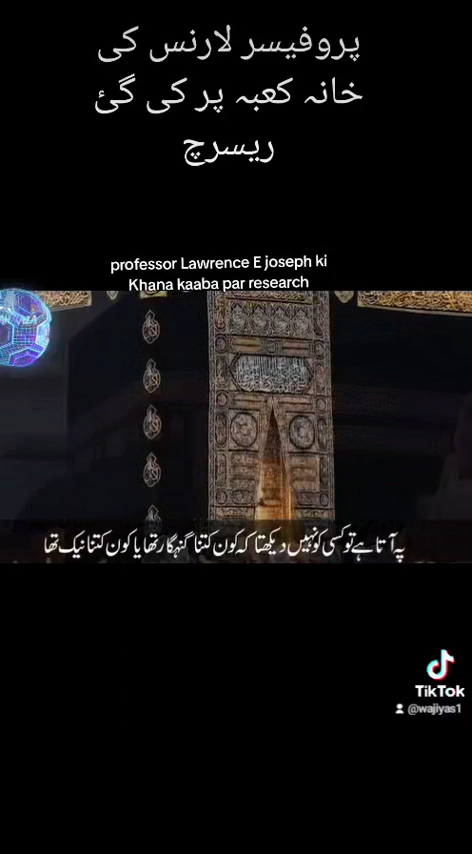 پروفیسر لارنس کی
خانہ کعبہ پر کی گئ
ریسرچ
professor Lawrence E joseph ki
Khana kaaba par research
پہ آتا ہے تو کسی کو نہیں دیکھتا کہ کون کتنا گنہگار تھا یا کون کتنا نیک تھا
TikTok
@wajiyas1